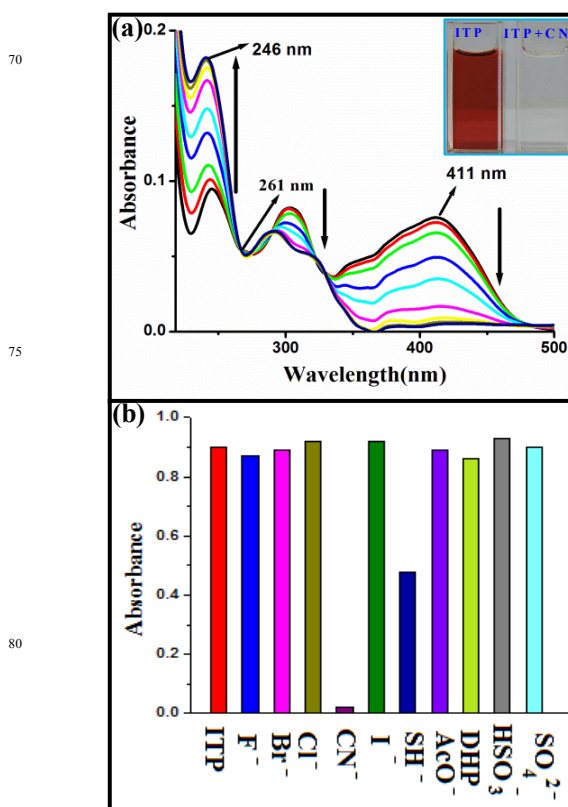 70
(a)
0.2
0.1
0.0
Absorbance
246 nm
261 nm
411 nm
ITP ITP+CN
300 400 500
Wavelength(nm)
75
(b)
1.0
0.8
0.6
0.4
0.2
0.0
Absorbance
80
ITP
F⁻
Br⁻
Cl⁻
CN⁻
I⁻
SH⁻
AcO⁻
DHP
HSO₃⁻
SO₄²⁻